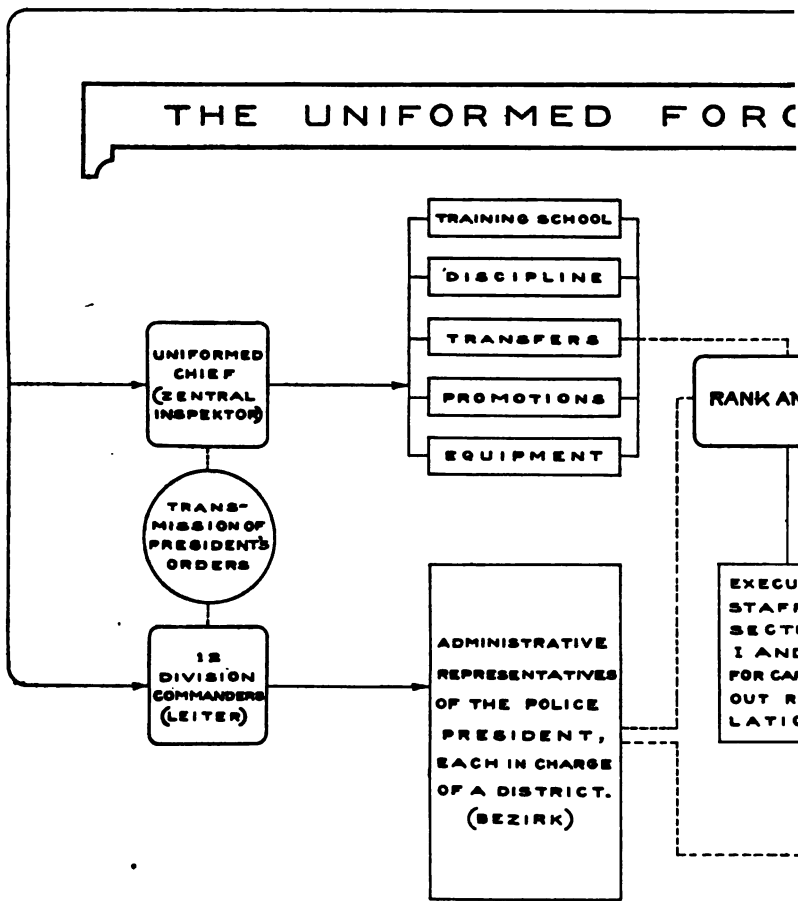 THE UNIFORMED FORC
TRAINING SCHOOL
DISCIPLINE
TRANSFERS
PROMOTIONS
EQUIPMENT
UNIFORMED
CHIEF
(ZENTRAL
INSPEKTOR)
RANK AN
TRANS-
MISSION OF
PRESIDENT'S
ORDERS
12
DIVISION
COMMANDERS
(LEITER)
ADMINISTRATIVE
REPRESENTATIVES
OF THE POLICE
PRESIDENT,
EACH IN CHARGE
OF A DISTRICT.
(BEZIRK)
EXECU
STAFF
SECTI
I AND
FOR CAR
OUT R
LATIO